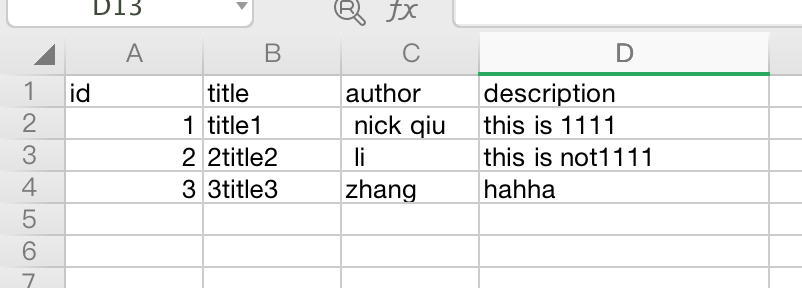 D13 fx
A B C D
1 id title author description
2 1 title1 nick qiu this is 1111
3 2 2title2 li this is not1111
4 3 3title3 zhang hahha
5
6
7